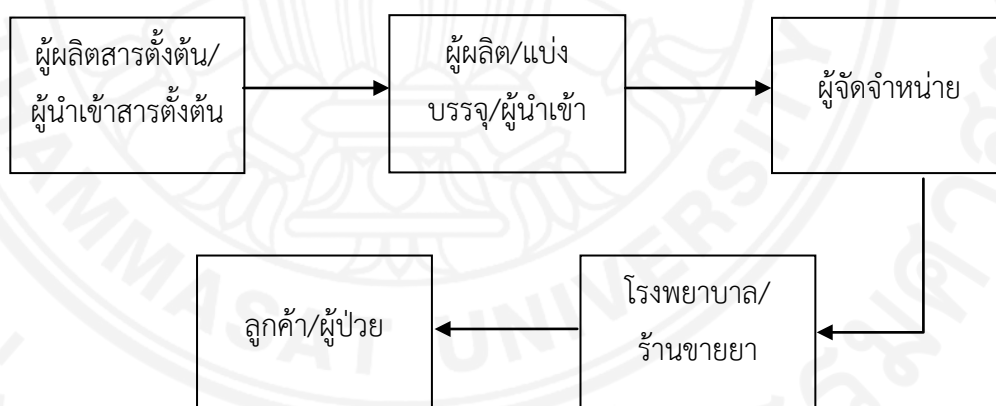 ผู้ผลิตสารตั้งต้น/
ผู้นำเข้าสารตั้งต้น
ผู้ผลิต/แบ่ง
บรรจุ/ผู้นำเข้า
ผู้จัดจำหน่าย
โรงพยาบาล/
ร้านขายยา
ลูกค้า/ผู้ป่วย
THAMMASAT UNIVERSITY